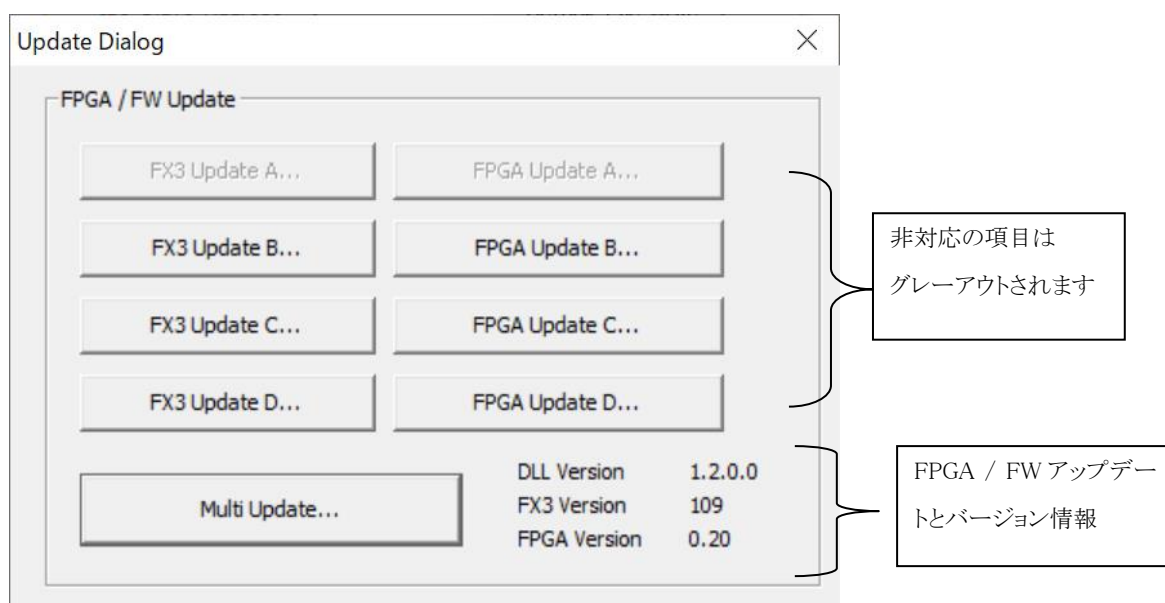 Update Dialog
FPGA / FW Update
FX3 Update A... FPGA Update A...
FX3 Update B... FPGA Update B...
FX3 Update C... FPGA Update C...
FX3 Update D... FPGA Update D...
非対応の項目は
グレーアウトされます
Multi Update...
DLL Version 1.2.0.0
FX3 Version 109
FPGA Version 0.20
FPGA / FW アップデー
トとバージョン情報